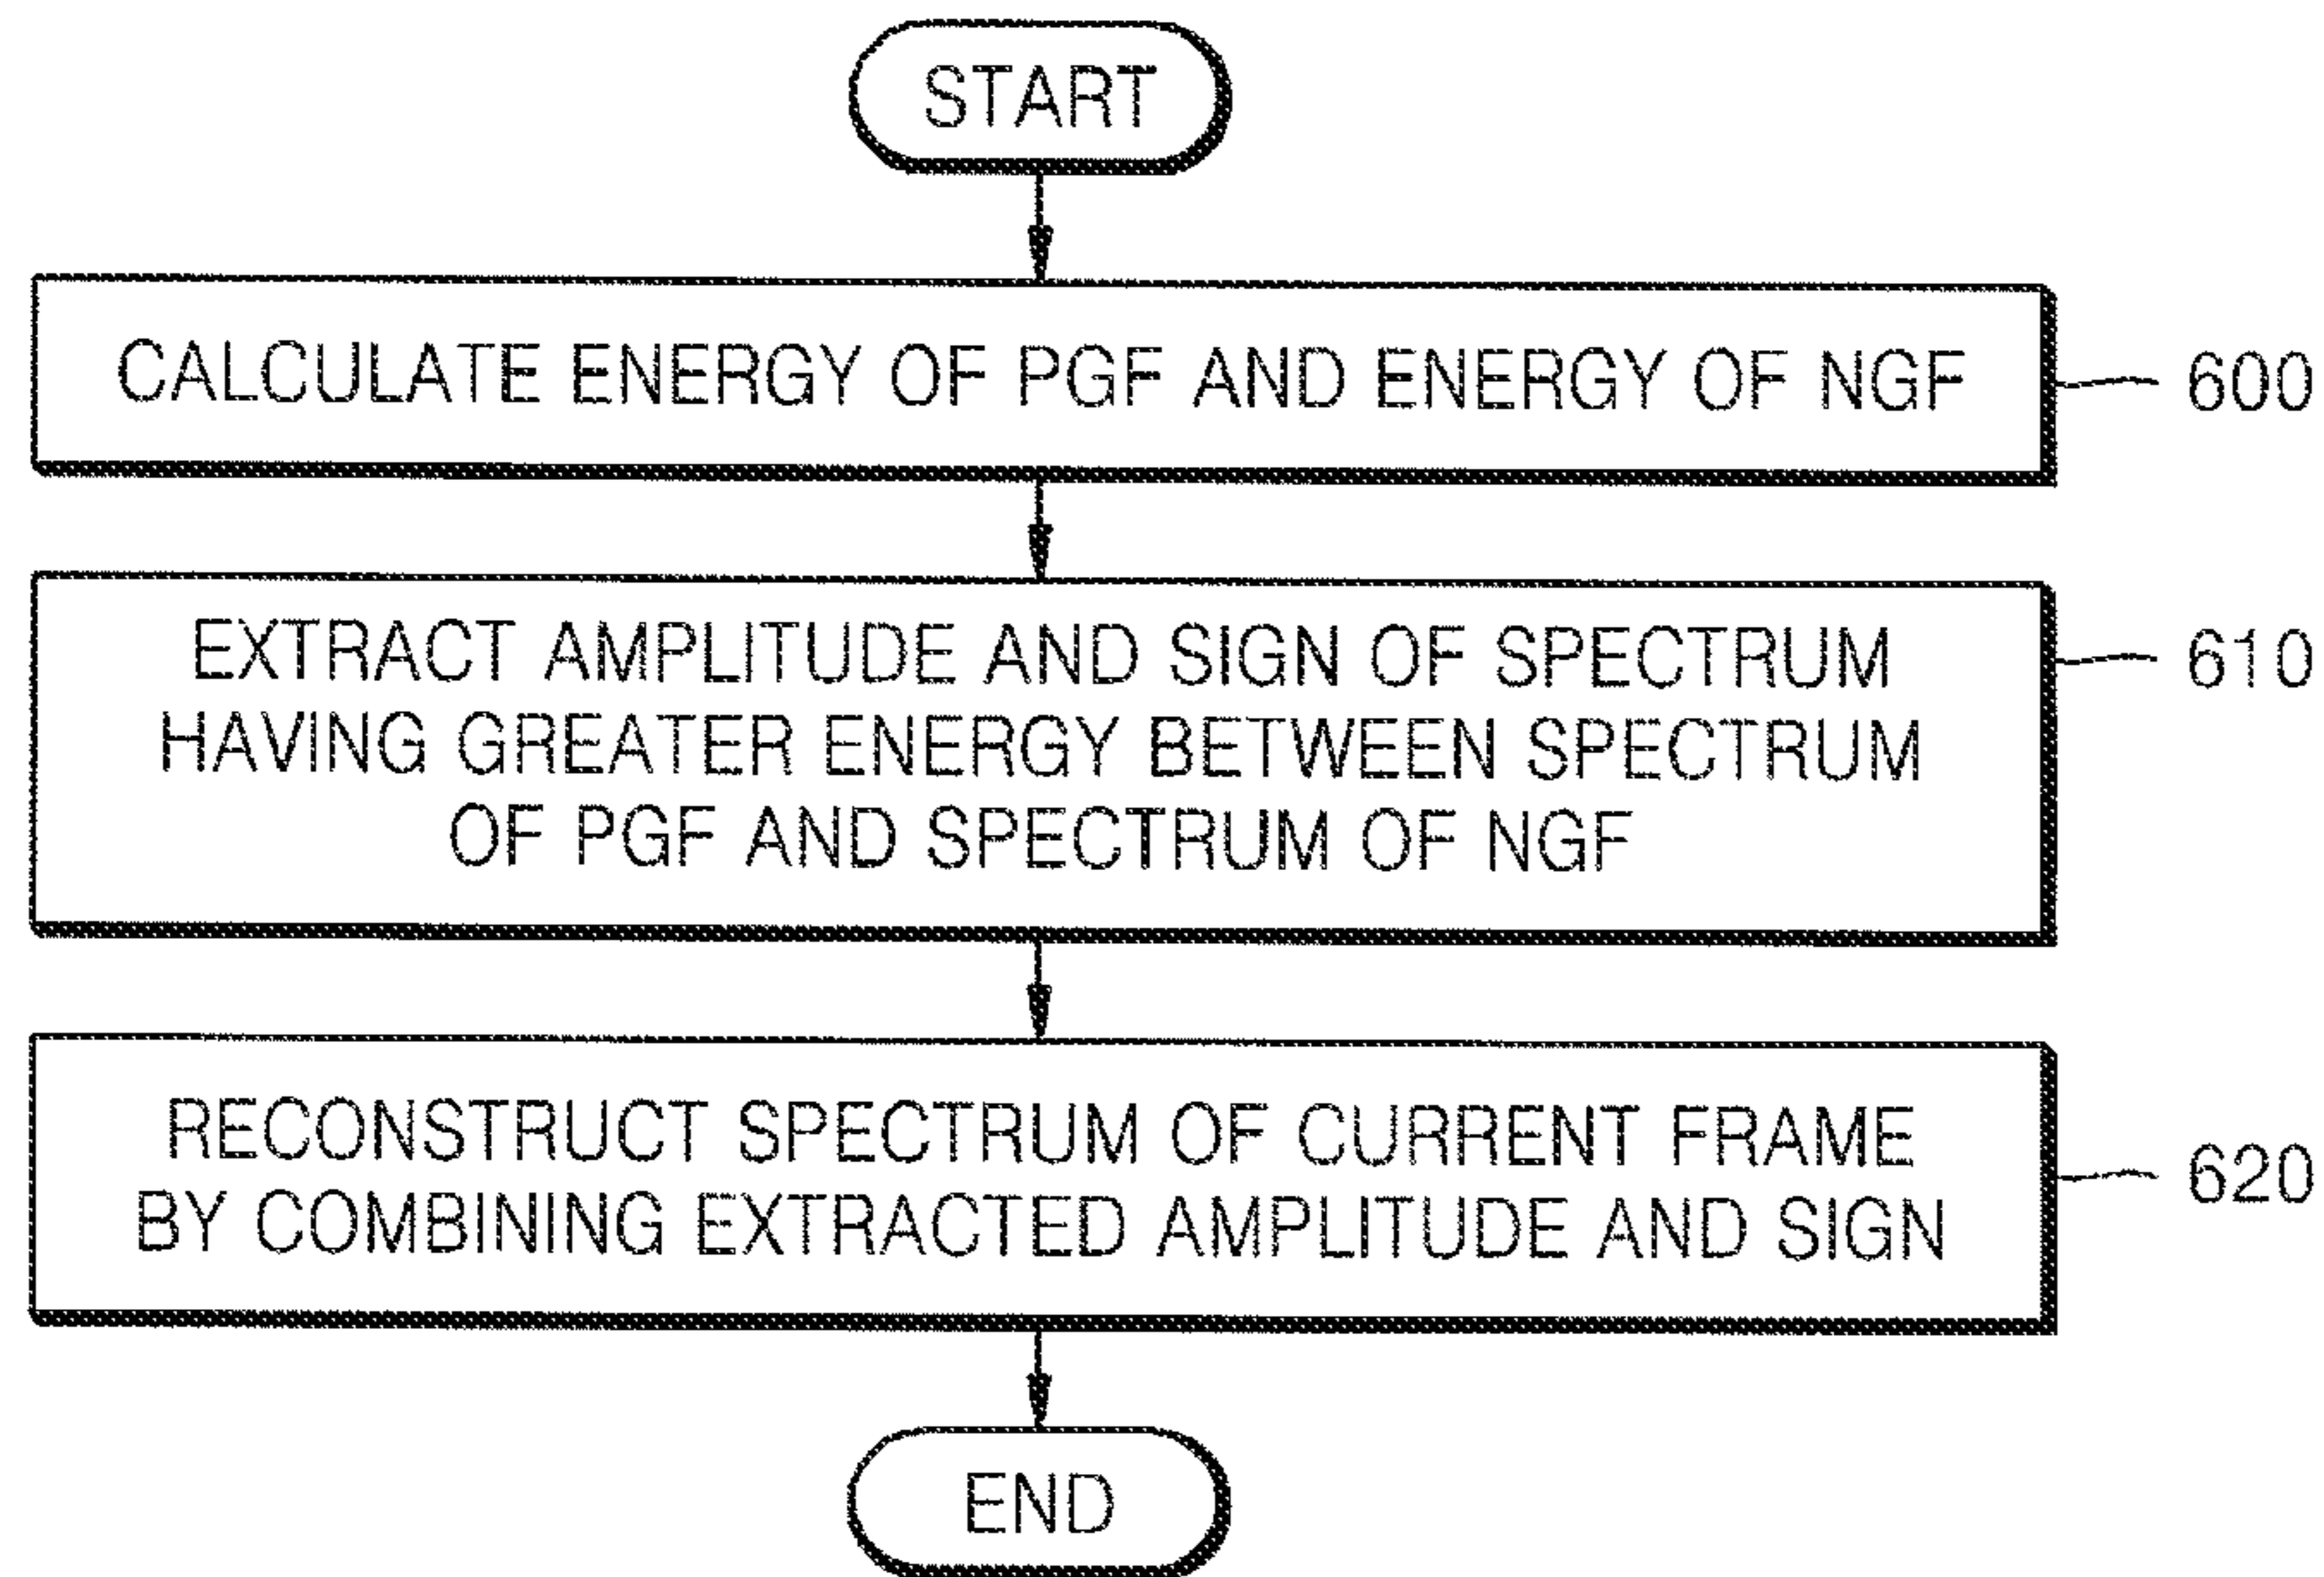 START
CALCULATE ENERGY OF PGF AND ENERGY OF NGF
600
EXTRACT AMPLITUDE AND SIGN OF SPECTRUM
HAVING GREATER ENERGY BETWEEN SPECTRUM
OF PGF AND SPECTRUM OF NGF
610
RECONSTRUCT SPECTRUM OF CURRENT FRAME
BY COMBINING EXTRACTED AMPLITUDE AND SIGN
620
END